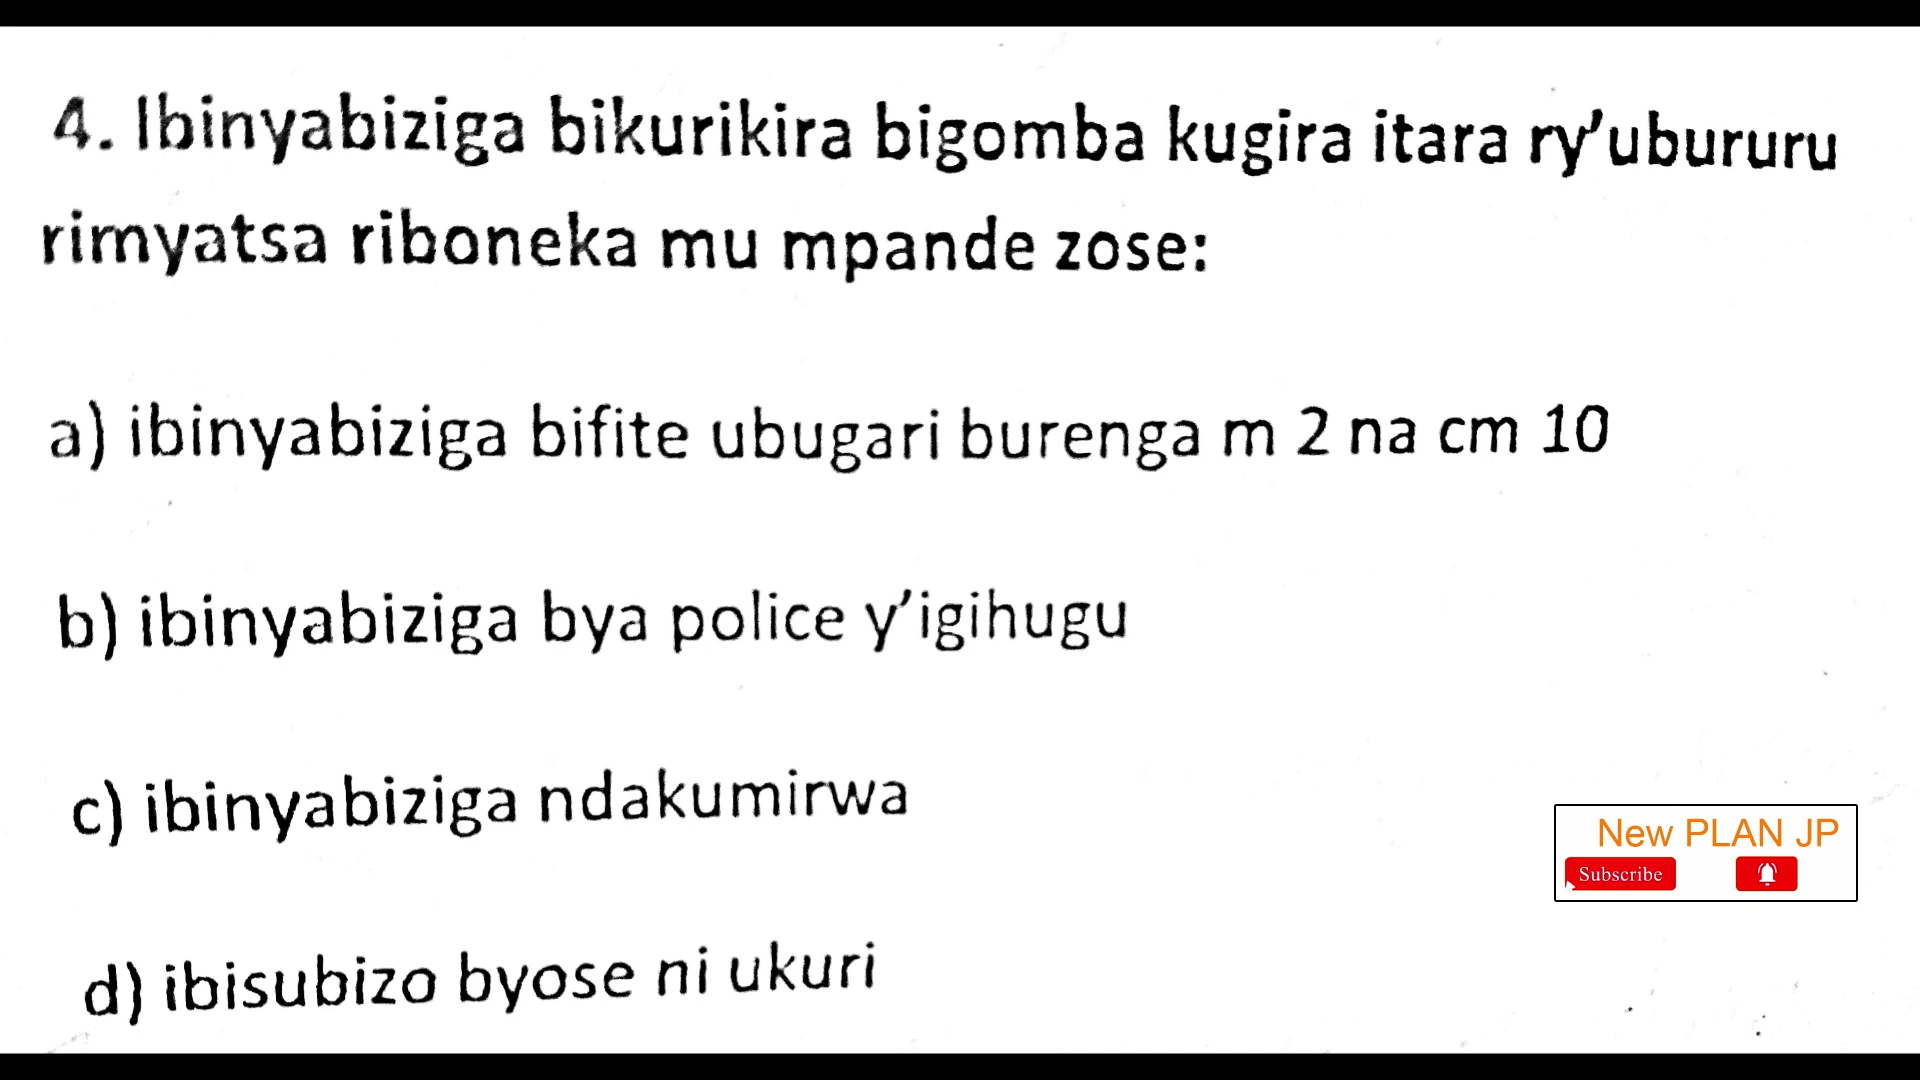 4. Ibinyabiziga bikurikira bigomba kugira itara ry’ubururu
rimyatsa riboneka mu mpande zose:
a) ibinyabiziga bifite ubugari burenga m 2 na cm 10
b) ibinyabiziga bya police y’igihugu
c) ibinyabiziga ndakumirwa
d) ibisubizo byose ni ukuri
New PLAN JP
Subscribe